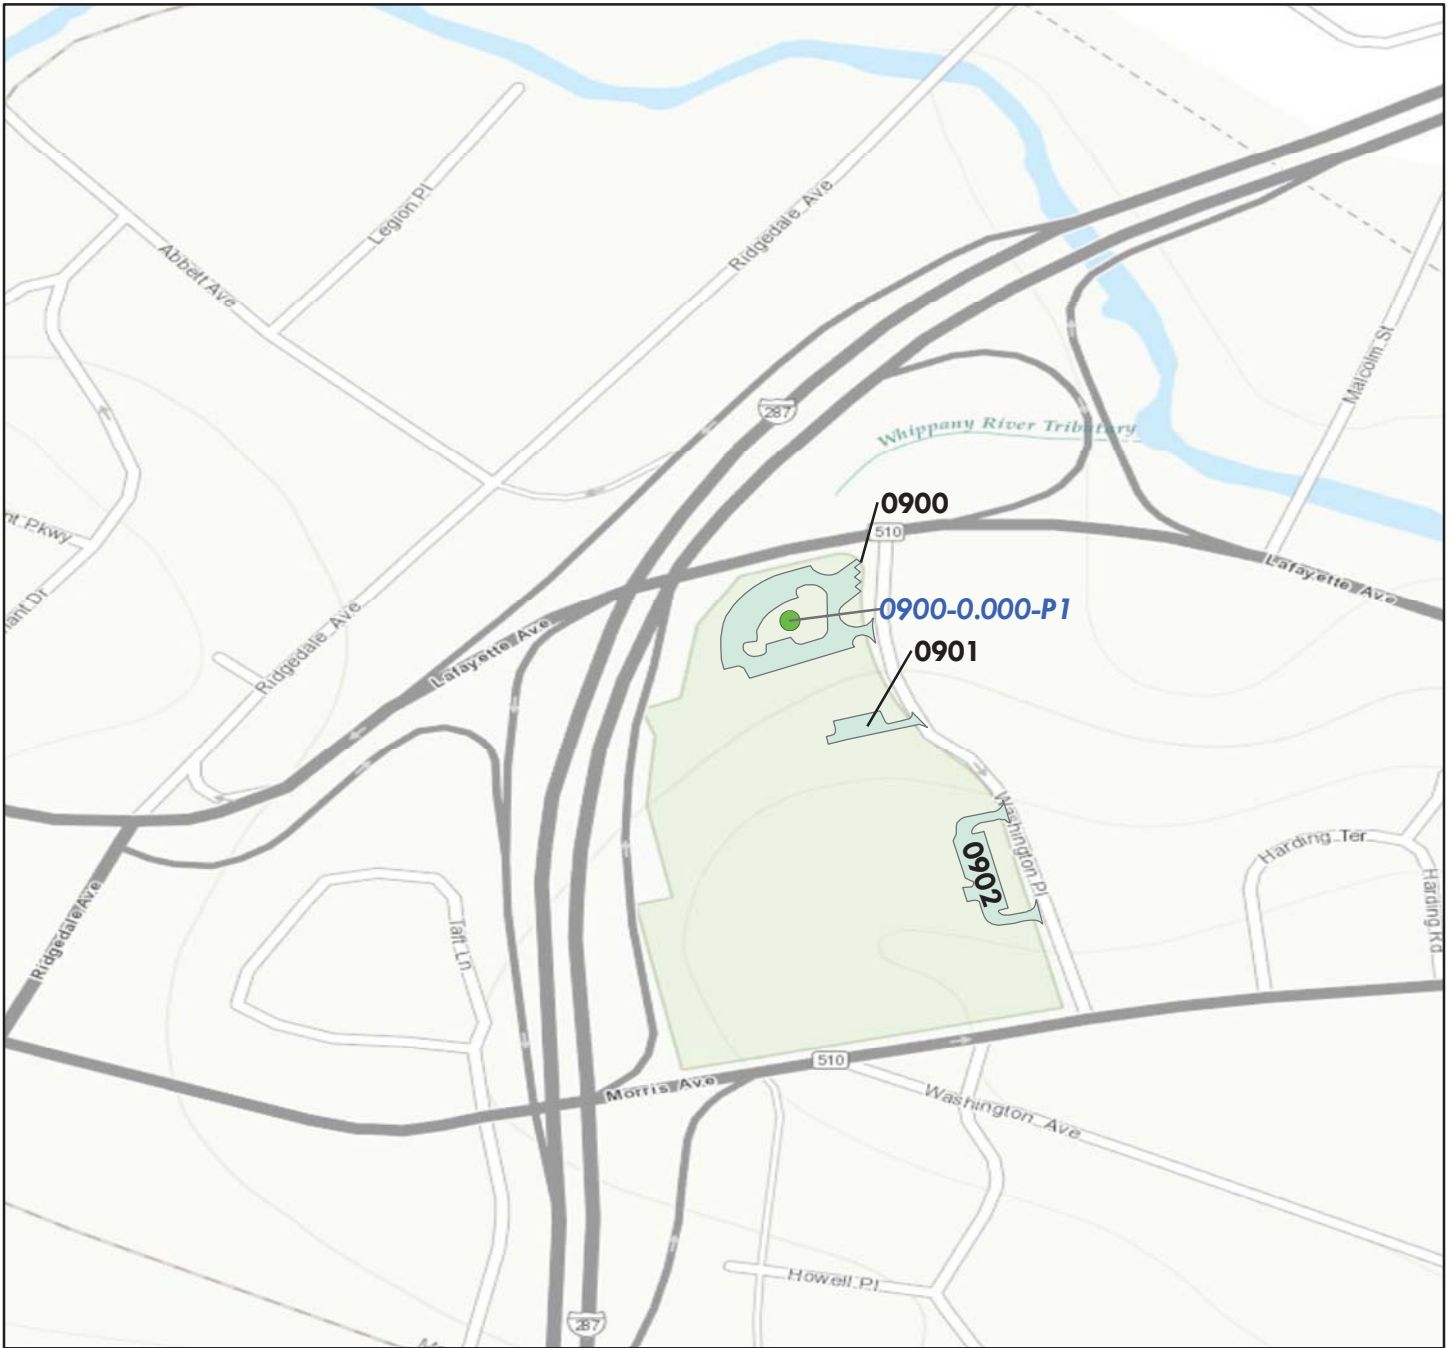 Legion Pl
Ridgedale Ave
Abbett Ave
Malcolm St
287
Whippany River Tributary
0900
510
nt Pkwy
Lafayette Ave
0900-0.000-P1
0901
Ridgedale Ave
Lafayette Ave
Washington Pl
Harding Ter
0902
Harding Rd
Ridgedale Ave
Taft Ln
510
Morris Ave
Washington Ave
Howell Pl
287